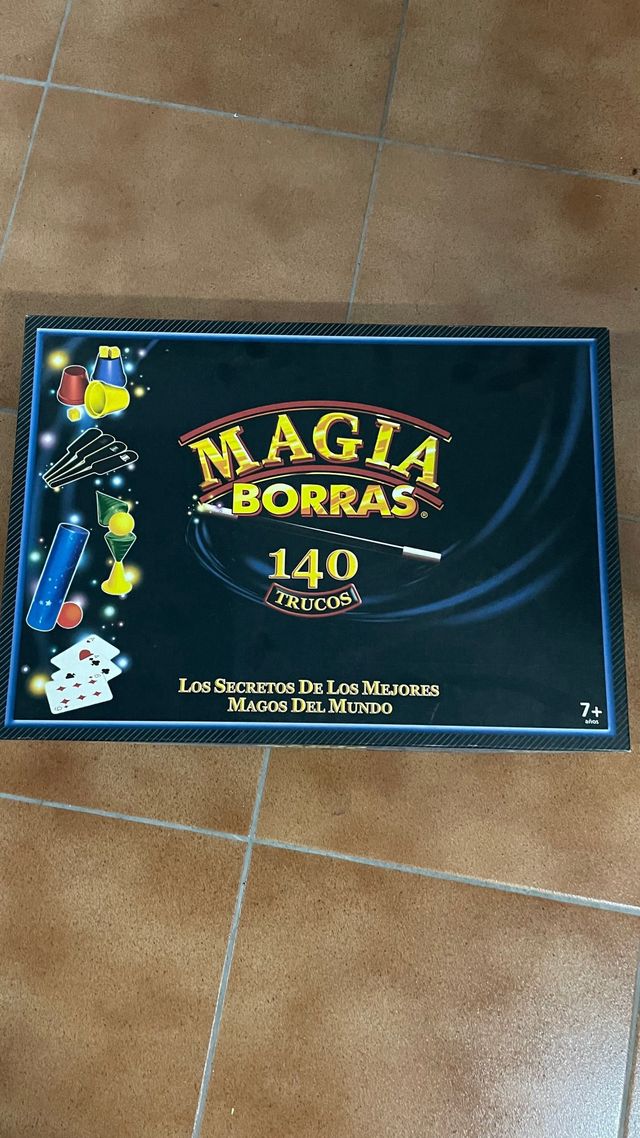 MAGIA
BORRAS®
140
TRUCOS
LOS SECRETOS DE LOS MEJORES
MAGOS DEL MUNDO
7+
años